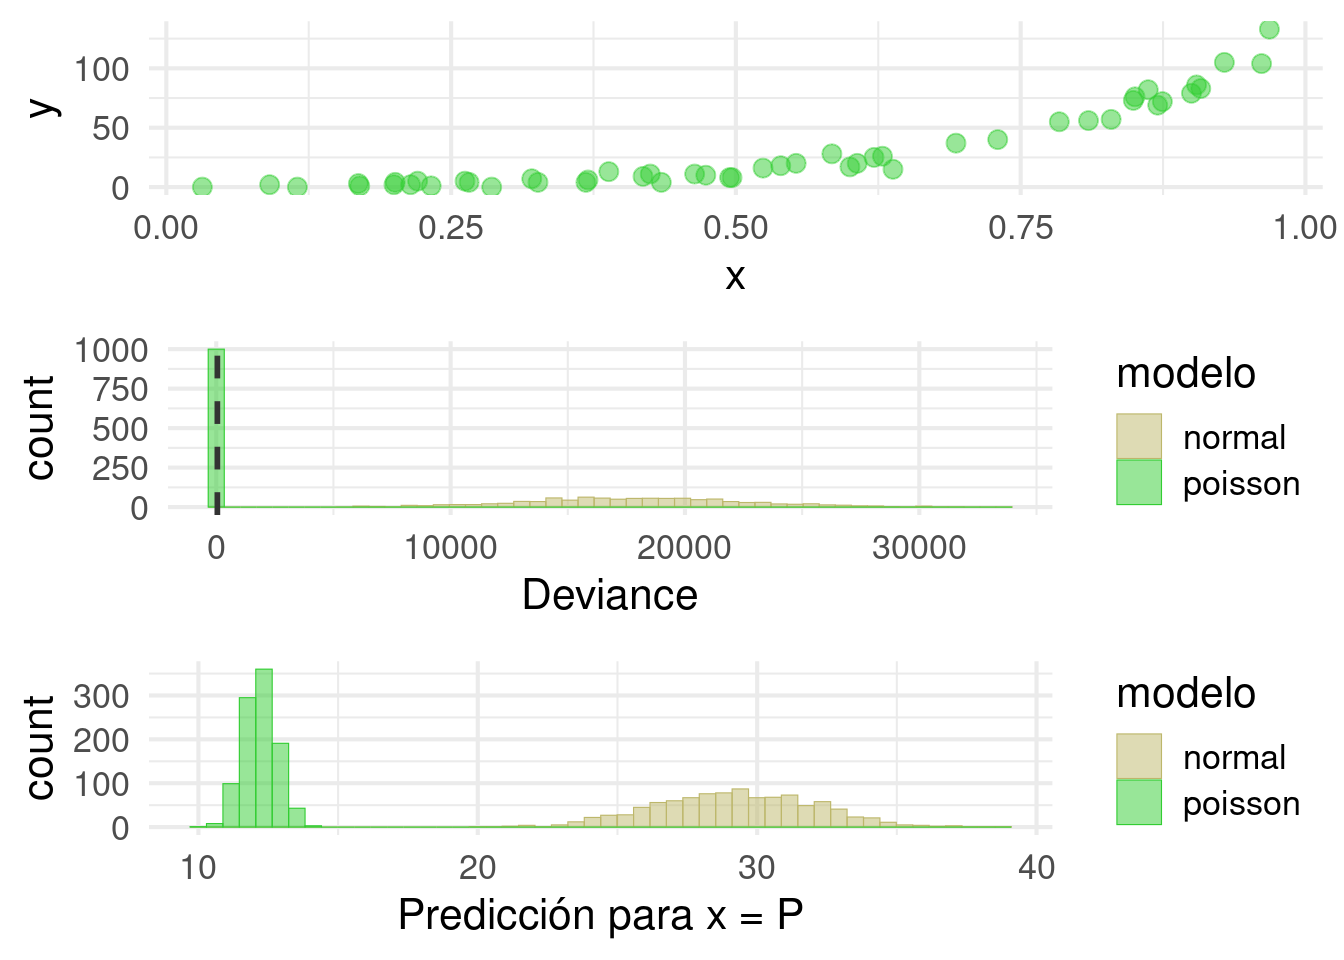 y
100
50
0
0.00 0.25 0.50 0.75 1.00
x
count
1000
750
500
250
0
0 10000 20000 30000
Deviance
modelo
normal
poisson
count
300
200
100
0
10 20 30 40
Predicción para x = P
modelo
normal
poisson